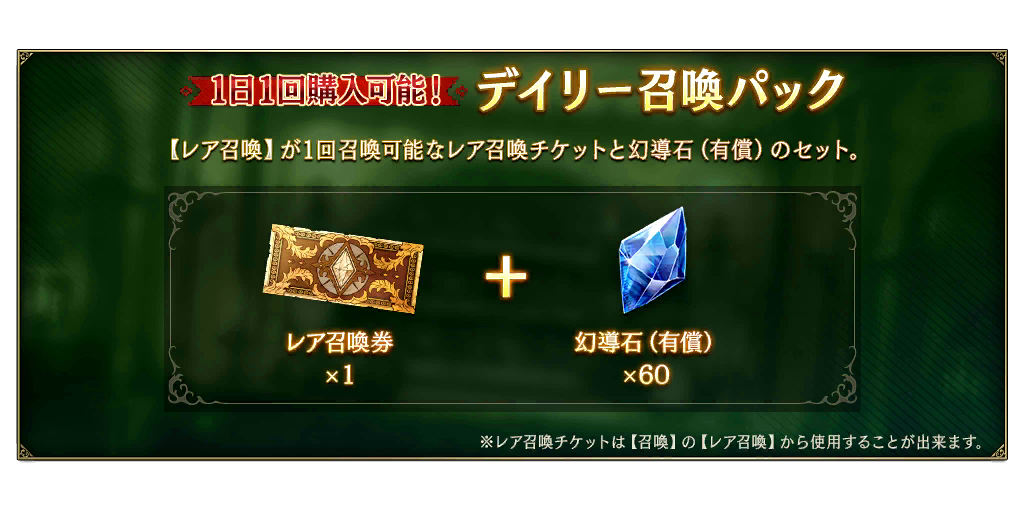 1日1回購入可能! デイリー召喚パック
【レア召喚】が1回召喚可能なレア召喚チケットと幻導石（有償）のセット。
+
レア召喚券 幻導石（有償）
×1 ×60
※レア召喚チケットは【召喚】の【レア召喚】から使用することが出来ます。